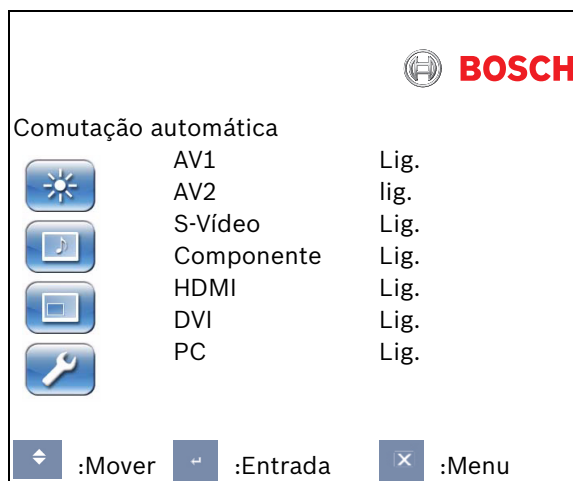 BOSCH
Comutação automática
AV1 Lig.
AV2 lig.
S-Vídeo Lig.
Componente Lig.
HDMI Lig.
DVI Lig.
PC Lig.
:Mover :Entrada :Menu